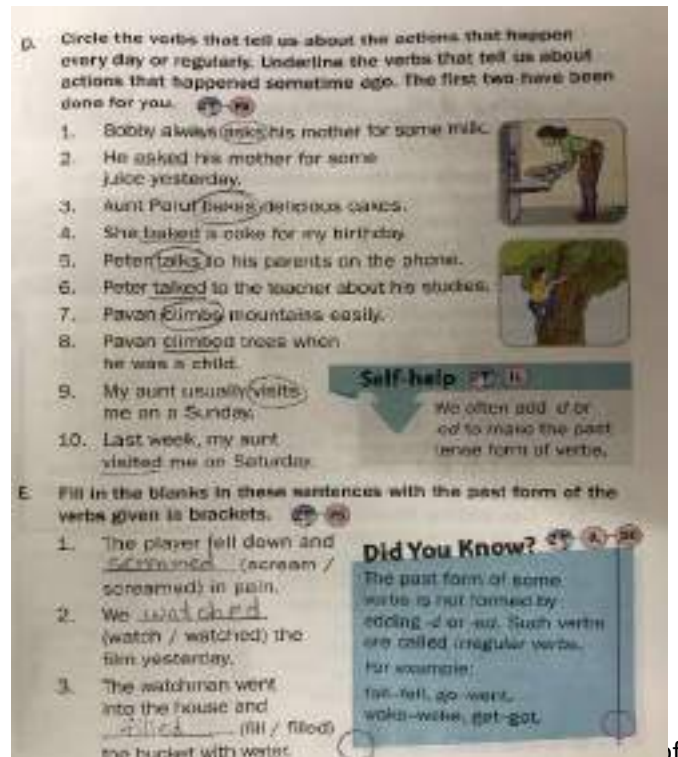 D. Circle the verbs that tell us about the actions that happen
every day or regularly. Underline the verbs that tell us about
actions that happened sometime ago. The first two have been
done for you.
1. Bobby always asks his mother for some milk.
2. He asked his mother for some
juice yesterday.
3. Aunt Parul bakes delicious cakes.
4. She baked a cake for my birthday.
5. Peter talks to his parents on the phone.
6. Peter talked to the teacher about his studies.
7. Pavan climbs mountains easily.
8. Pavan climbed trees when
he was a child.
9. My aunt usually visits
me on a Sunday.
10. Last week, my aunt
visited me on Saturday.
Self-help
We often add -d or
-ed to make the past
tense form of verbs.
E. Fill in the blanks in these sentences with the past form of the
verbs given in brackets.
1. The player fell down and
screamed (scream /
screamed) in pain.
2. We watched
(watch / watched) the
film yesterday.
3. The watchman went
into the house and
filled (fill / filled)
the bucket with water.
Did You Know?
The past form of some
verbs is not formed by
adding -d or -ed. Such verbs
are called irregular verbs.
For example:
fall-fell, go-went,
wake-woke, get-got.